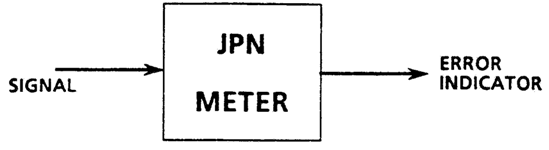 JPN
METER
SIGNAL
ERROR
INDICATOR